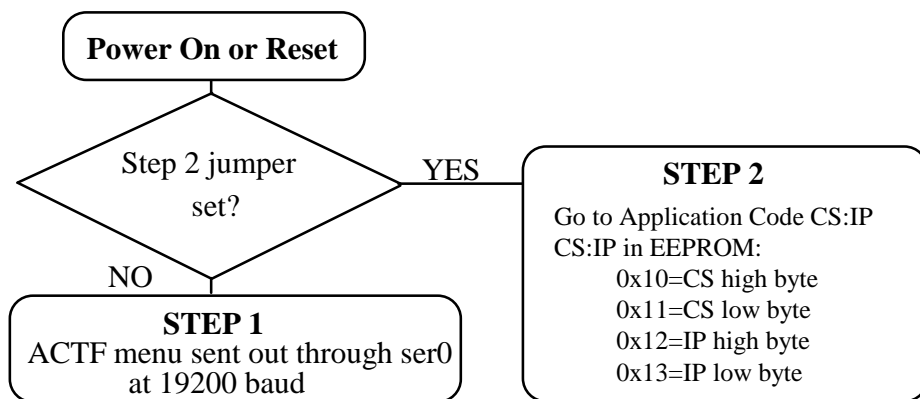 Power On or Reset
Step 2 jumper
set?
YES
NO
STEP 2
Go to Application Code CS:IP
CS:IP in EEPROM:
0x10=CS high byte
0x11=CS low byte
0x12=IP high byte
0x13=IP low byte
STEP 1
ACTF menu sent out through ser0
at 19200 baud